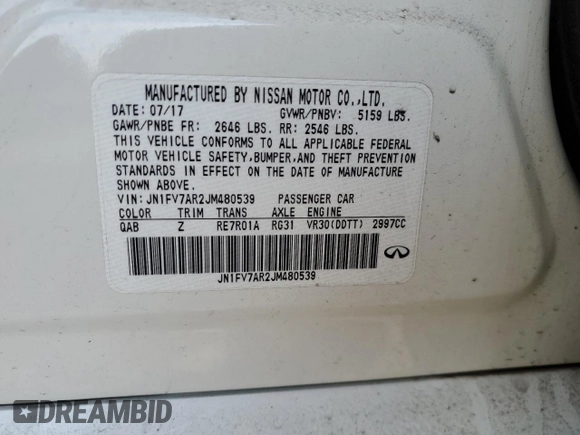 MANUFACTURED BY NISSAN MOTOR CO.,LTD.
DATE: 07/17 GVWR/PNBV: 5159 LBS.
GAWR/PNBE FR: 2646 LBS. RR: 2546 LBS.
THIS VEHICLE CONFORMS TO ALL APPLICABLE FEDERAL
MOTOR VEHICLE SAFETY, BUMPER, AND THEFT PREVENTION
STANDARDS IN EFFECT ON THE DATE OF MANUFACTURE
SHOWN ABOVE.
VIN: JN1FV7AR2JM480539 PASSENGER CAR
COLOR TRIM TRANS AXLE ENGINE
QAB Z RE7R01A RG31 VR30(DDTT) 2997CC
JN1FV7AR2JM480539
DREAMBID